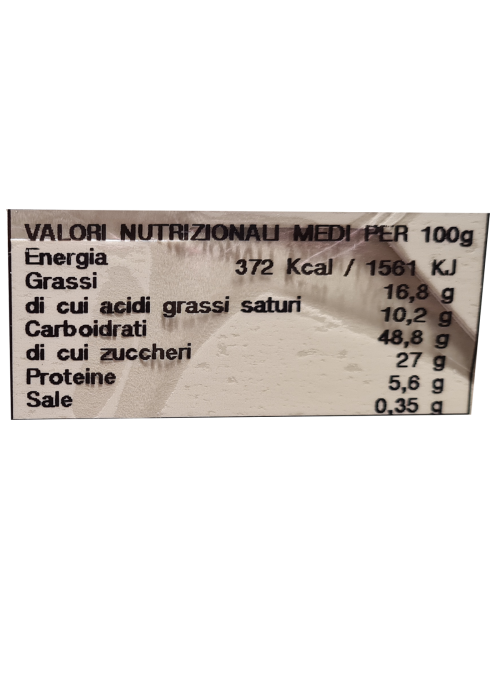 VALORI NUTRIZIONALI MEDI PER 100g
Energia 372 Kcal / 1561 KJ
Grassi 16,8 g
di cui acidi grassi saturi 10,2 g
Carboidrati 48,8 g
di cui zuccheri 27 g
Proteine 5,6 g
Sale 0,35 g